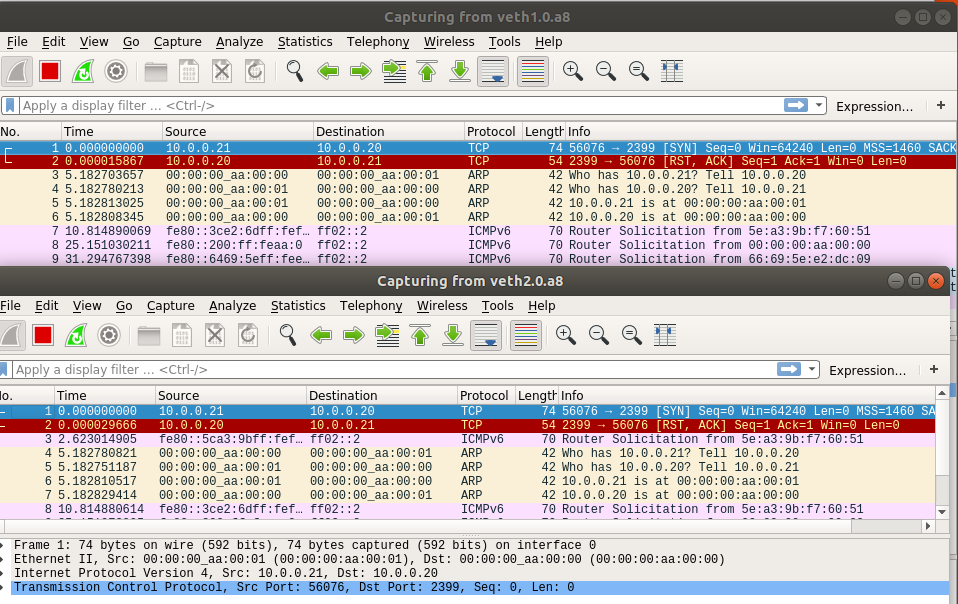 Capturing from veth1.0.a8
File Edit View Go Capture Analyze Statistics Telephony Wireless Tools Help
Apply a display filter … <Ctrl-/> Expression… +
No. Time Source Destination Protocol Length Info
1 0.000000000 10.0.0.21 10.0.0.20 TCP 74 56076 → 2399 [SYN] Seq=0 Win=64240 Len=0 MSS=1460 SACK
2 0.000015867 10.0.0.20 10.0.0.21 TCP 54 2399 → 56076 [RST, ACK] Seq=1 Ack=1 Win=0 Len=0
3 5.182703657 00:00:00_aa:00:00 00:00:00_aa:00:01 ARP 42 Who has 10.0.0.21? Tell 10.0.0.20
4 5.182780213 00:00:00_aa:00:01 00:00:00_aa:00:00 ARP 42 Who has 10.0.0.20? Tell 10.0.0.21
5 5.182813025 00:00:00_aa:00:01 00:00:00_aa:00:00 ARP 42 10.0.0.21 is at 00:00:00:aa:00:01
6 5.182808345 00:00:00_aa:00:00 00:00:00_aa:00:01 ARP 42 10.0.0.20 is at 00:00:00:aa:00:00
7 10.814890069 fe80::3ce2:6dff:fef… ff02::2 ICMPv6 70 Router Solicitation from 5e:a3:9b:f7:60:51
8 25.151030211 fe80::200:ff:feaa:0 ff02::2 ICMPv6 70 Router Solicitation from 00:00:00:aa:00:00
9 31.294767398 fe80::6469:5eff:fee… ff02::2 ICMPv6 70 Router Solicitation from 66:69:5e:e2:dc:09
Capturing from veth2.0.a8
File Edit View Go Capture Analyze Statistics Telephony Wireless Tools Help
Apply a display filter … <Ctrl-/> Expression… +
No. Time Source Destination Protocol Length Info
1 0.000000000 10.0.0.21 10.0.0.20 TCP 74 56076 → 2399 [SYN] Seq=0 Win=64240 Len=0 MSS=1460 SA
2 0.000029666 10.0.0.20 10.0.0.21 TCP 54 2399 → 56076 [RST, ACK] Seq=1 Ack=1 Win=0 Len=0
3 2.623014905 fe80::5ca3:9bff:fef… ff02::2 ICMPv6 70 Router Solicitation from 5e:a3:9b:f7:60:51
4 5.182780821 00:00:00_aa:00:00 00:00:00_aa:00:01 ARP 42 Who has 10.0.0.21? Tell 10.0.0.20
5 5.182751187 00:00:00_aa:00:01 00:00:00_aa:00:00 ARP 42 Who has 10.0.0.20? Tell 10.0.0.21
6 5.182810517 00:00:00_aa:00:01 00:00:00_aa:00:00 ARP 42 10.0.0.21 is at 00:00:00:aa:00:01
7 5.182829414 00:00:00_aa:00:00 00:00:00_aa:00:01 ARP 42 10.0.0.20 is at 00:00:00:aa:00:00
8 10.814880614 fe80::3ce2:6dff:fef… ff02::2 ICMPv6 70 Router Solicitation from 5e:a3:9b:f7:60:51
Frame 1: 74 bytes on wire (592 bits), 74 bytes captured (592 bits) on interface 0
Ethernet II, Src: 00:00:00_aa:00:01 (00:00:00:aa:00:01), Dst: 00:00:00_aa:00:00 (00:00:00:aa:00:00)
Internet Protocol Version 4, Src: 10.0.0.21, Dst: 10.0.0.20
Transmission Control Protocol, Src Port: 56076, Dst Port: 2399, Seq: 0, Len: 0